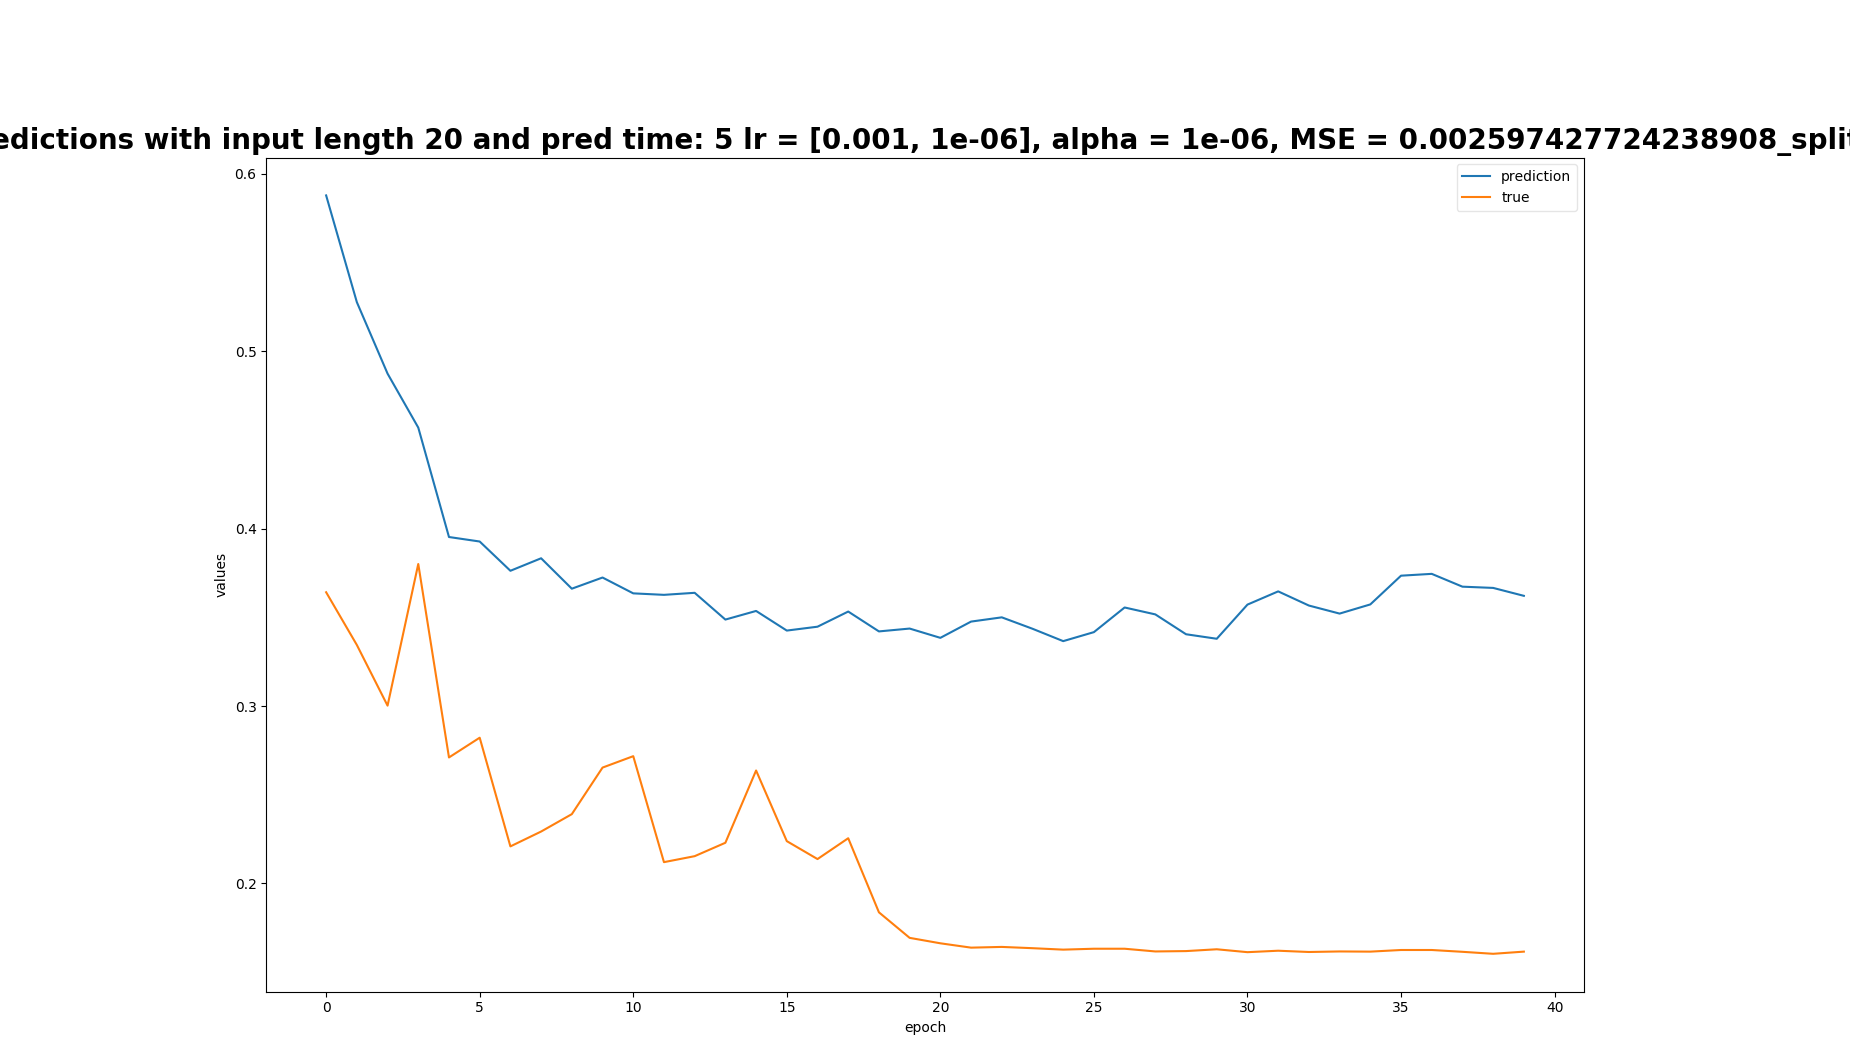 edictions with input length 20 and pred time: 5 lr = [0.001, 1e-06], alpha = 1e-06, MSE = 0.002597427724238908_split
prediction
true
0.6
0.5
0.4
0.3
0.2
values
0 5 10 15 20 25 30 35 40
epoch